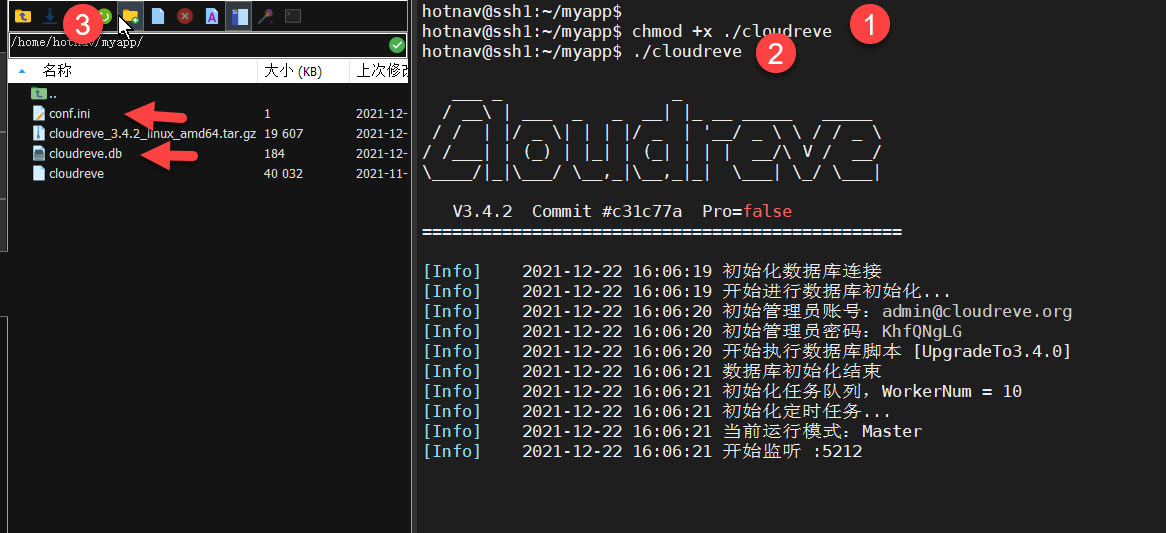 3
/home/hotnav/myapp/
名称 大小 (KB) 上次修改
..
conf.ini 1 2021-12-
cloudreve_3.4.2_linux_amd64.tar.gz 19 607 2021-12-
cloudreve.db 184 2021-12-
cloudreve 40 032 2021-11-
hotnav@ssh1:~/myapp$
hotnav@ssh1:~/myapp$ chmod +x ./cloudreve 1
hotnav@ssh1:~/myapp$ ./cloudreve 2
Cloudreve
V3.4.2 Commit #c31c77a Pro=false
================================================
[Info] 2021-12-22 16:06:19 初始化数据库连接
[Info] 2021-12-22 16:06:19 开始进行数据库初始化...
[Info] 2021-12-22 16:06:20 初始管理员账号：admin@cloudreve.org
[Info] 2021-12-22 16:06:20 初始管理员密码：KhfQNgLG
[Info] 2021-12-22 16:06:20 开始执行数据库脚本 [UpgradeTo3.4.0]
[Info] 2021-12-22 16:06:21 数据库初始化结束
[Info] 2021-12-22 16:06:21 初始化任务队列，WorkerNum = 10
[Info] 2021-12-22 16:06:21 初始化定时任务...
[Info] 2021-12-22 16:06:21 当前运行模式：Master
[Info] 2021-12-22 16:06:21 开始监听 :5212